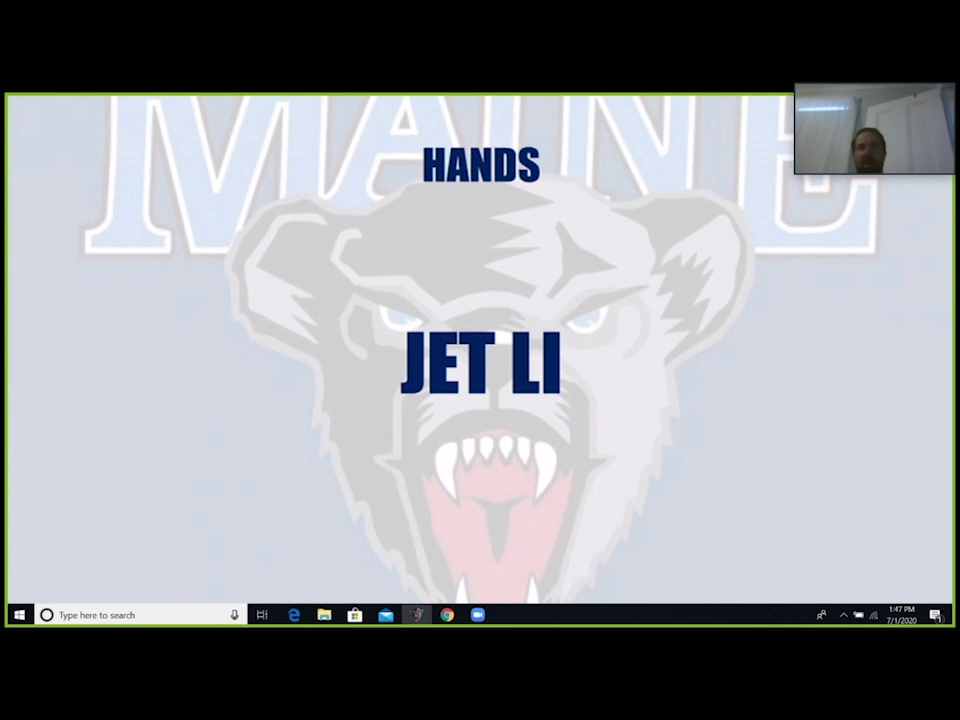 MAINE
HANDS
JET LI
Type here to search
1:47 PM
7/1/2020